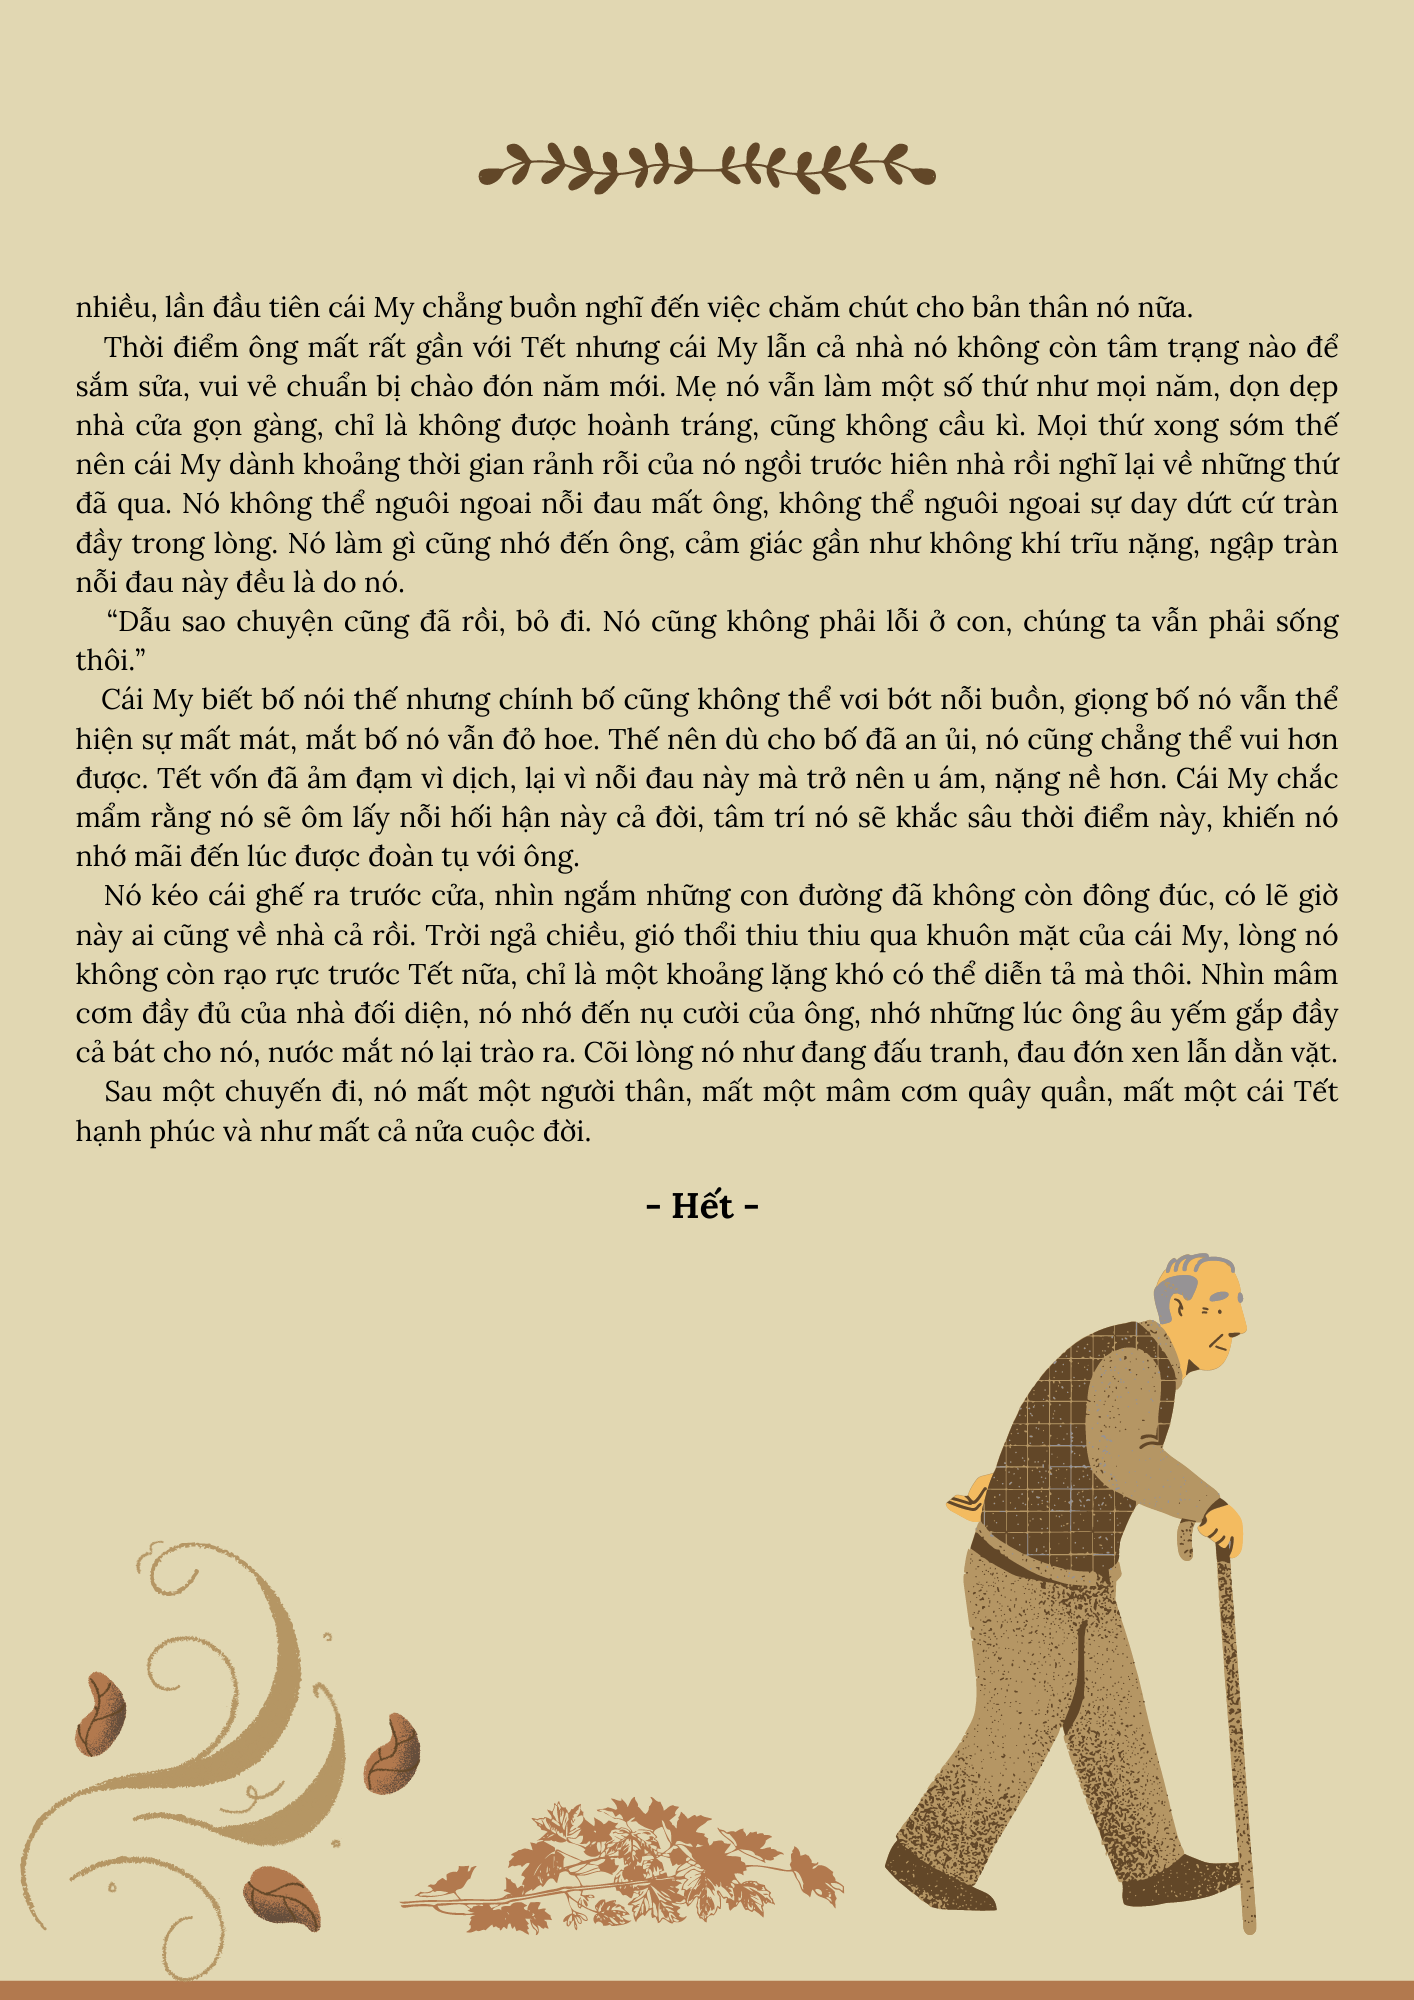 nhiều, lần đầu tiên cái My chẳng buồn nghĩ đến việc chăm chút cho bản thân nó nữa.
Thời điểm ông mất rất gần với Tết nhưng cái My lẫn cả nhà nó không còn tâm trạng nào để
sắm sửa, vui vẻ chuẩn bị chào đón năm mới. Mẹ nó vẫn làm một số thứ như mọi năm, dọn dẹp
nhà cửa gọn gàng, chỉ là không được hoành tráng, cũng không cầu kì. Mọi thứ xong sớm thế
nên cái My dành khoảng thời gian rảnh rỗi của nó ngồi trước hiên nhà rồi nghĩ lại về những thứ
đã qua. Nó không thể nguôi ngoai nỗi đau mất ông, không thể nguôi ngoai sự day dứt cứ tràn
đầy trong lòng. Nó làm gì cũng nhớ đến ông, cảm giác gần như không khí trĩu nặng, ngập tràn
nỗi đau này đều là do nó.
“Dẫu sao chuyện cũng đã rồi, bỏ đi. Nó cũng không phải lỗi ở con, chúng ta vẫn phải sống
thôi.”
Cái My biết bố nói thế nhưng chính bố cũng không thể vơi bớt nỗi buồn, giọng bố nó vẫn thể
hiện sự mất mát, mắt bố nó vẫn đỏ hoe. Thế nên dù cho bố đã an ủi, nó cũng chẳng thể vui hơn
được. Tết vốn đã ảm đạm vì dịch, lại vì nỗi đau này mà trở nên u ám, nặng nề hơn. Cái My chắc
mẩm rằng nó sẽ ôm lấy nỗi hối hận này cả đời, tâm trí nó sẽ khắc sâu thời điểm này, khiến nó
nhớ mãi đến lúc được đoàn tụ với ông.
Nó kéo cái ghế ra trước cửa, nhìn ngắm những con đường đã không còn đông đúc, có lẽ giờ
này ai cũng về nhà cả rồi. Trời ngả chiều, gió thổi thiu thiu qua khuôn mặt của cái My, lòng nó
không còn rạo rực trước Tết nữa, chỉ là một khoảng lặng khó có thể diễn tả mà thôi. Nhìn mâm
cơm đầy đủ của nhà đối diện, nó nhớ đến nụ cười của ông, nhớ những lúc ông âu yếm gắp đầy
cả bát cho nó, nước mắt nó lại trào ra. Cõi lòng nó như đang đấu tranh, đau đớn xen lẫn dằn vặt.
Sau một chuyến đi, nó mất một người thân, mất một mâm cơm quây quần, mất một cái Tết
hạnh phúc và như mất cả nửa cuộc đời.
- Hết -